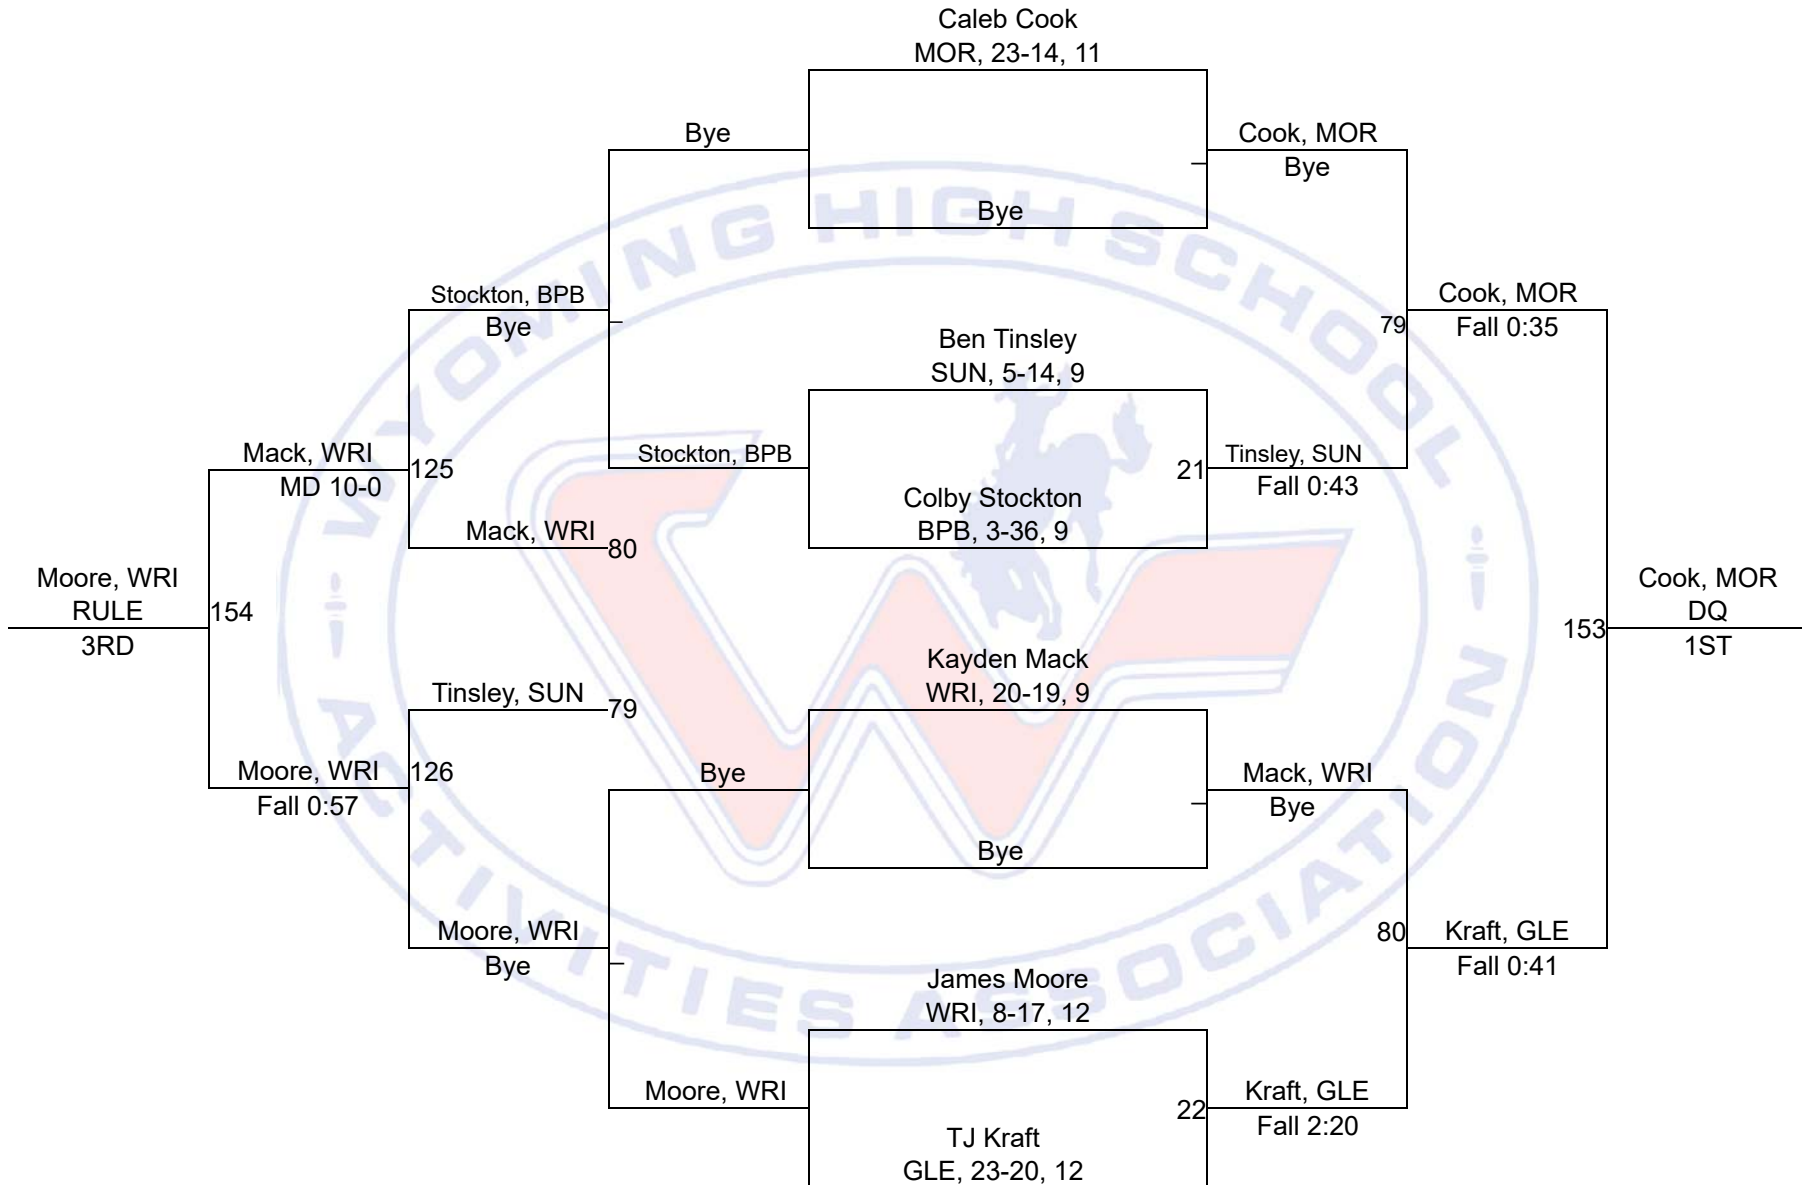 Caleb Cook
MOR, 23-14, 11
Bye
Cook, MOR
Bye
Bye
Stockton, BPB
Bye
Cook, MOR
Fall 0:35
79
Ben Tinsley
SUN, 5-14, 9
Mack, WRI
MD 10-0
125
Stockton, BPB
21
Tinsley, SUN
Fall 0:43
Colby Stockton
BPB, 3-36, 9
Mack, WRI
80
Moore, WRI
RULE
3RD
154
Cook, MOR
DQ
1ST
153
Kayden Mack
WRI, 20-19, 9
Tinsley, SUN
79
Moore, WRI
Fall 0:57
126
Bye
Mack, WRI
Bye
Bye
Moore, WRI
Bye
80
Kraft, GLE
Fall 0:41
James Moore
WRI, 8-17, 12
Moore, WRI
22
Kraft, GLE
Fall 2:20
TJ Kraft
GLE, 23-20, 12
WYOMING HIGH SCHOOL
ACTIVITIES ASSOCIATION